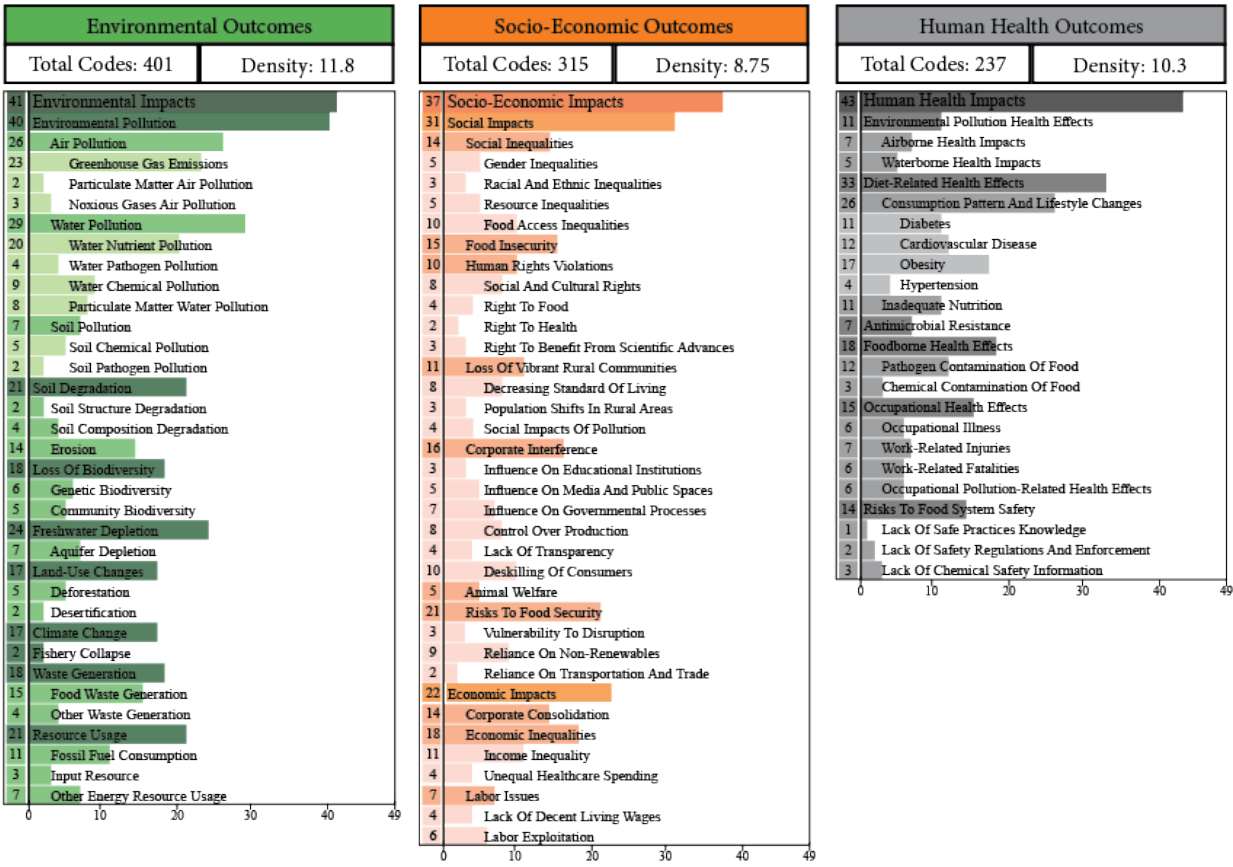 Environmental Outcomes
Total Codes: 401
Density: 11.8
41 Environmental Impacts
40 Environmental Pollution
26 Air Pollution
23 Greenhouse Gas Emissions
2 Particulate Matter Air Pollution
3 Noxious Gases Air Pollution
29 Water Pollution
20 Water Nutrient Pollution
4 Water Pathogen Pollution
9 Water Chemical Pollution
8 Particulate Matter Water Pollution
7 Soil Pollution
5 Soil Chemical Pollution
2 Soil Pathogen Pollution
21 Soil Degradation
2 Soil Structure Degradation
4 Soil Composition Degradation
14 Erosion
18 Loss Of Biodiversity
6 Genetic Biodiversity
5 Community Biodiversity
24 Freshwater Depletion
7 Aquifer Depletion
17 Land-Use Changes
5 Deforestation
2 Desertification
17 Climate Change
2 Fishery Collapse
18 Waste Generation
15 Food Waste Generation
4 Other Waste Generation
21 Resource Usage
11 Fossil Fuel Consumption
3 Input Resource
7 Other Energy Resource Usage
0 10 20 30 40 49
Socio-Economic Outcomes
Total Codes: 315
Density: 8.75
37 Socio-Economic Impacts
31 Social Impacts
14 Social Inequalities
5 Gender Inequalities
3 Racial And Ethnic Inequalities
5 Resource Inequalities
10 Food Access Inequalities
15 Food Insecurity
10 Human Rights Violations
8 Social And Cultural Rights
4 Right To Food
2 Right To Health
3 Right To Benefit From Scientific Advances
11 Loss Of Vibrant Rural Communities
8 Decreasing Standard Of Living
3 Population Shifts In Rural Areas
4 Social Impacts Of Pollution
16 Corporate Interference
3 Influence On Educational Institutions
5 Influence On Media And Public Spaces
7 Influence On Governmental Processes
8 Control Over Production
4 Lack Of Transparency
10 Deskilling Of Consumers
5 Animal Welfare
21 Risks To Food Security
3 Vulnerability To Disruption
9 Reliance On Non-Renewables
2 Reliance On Transportation And Trade
22 Economic Impacts
14 Corporate Consolidation
18 Economic Inequalities
11 Income Inequality
4 Unequal Healthcare Spending
7 Labor Issues
4 Lack Of Decent Living Wages
6 Labor Exploitation
0 10 20 30 40 49
Human Health Outcomes
Total Codes: 237
Density: 10.3
43 Human Health Impacts
11 Environmental Pollution Health Effects
7 Airborne Health Impacts
5 Waterborne Health Impacts
33 Diet-Related Health Effects
26 Consumption Pattern And Lifestyle Changes
11 Diabetes
12 Cardiovascular Disease
17 Obesity
4 Hypertension
11 Inadequate Nutrition
7 Antimicrobial Resistance
18 Foodborne Health Effects
12 Pathogen Contamination Of Food
3 Chemical Contamination Of Food
15 Occupational Health Effects
6 Occupational Illness
7 Work-Related Injuries
6 Work-Related Fatalities
6 Occupational Pollution-Related Health Effects
14 Risks To Food System Safety
1 Lack Of Safe Practices Knowledge
2 Lack Of Safety Regulations And Enforcement
3 Lack Of Chemical Safety Information
0 10 20 30 40 49